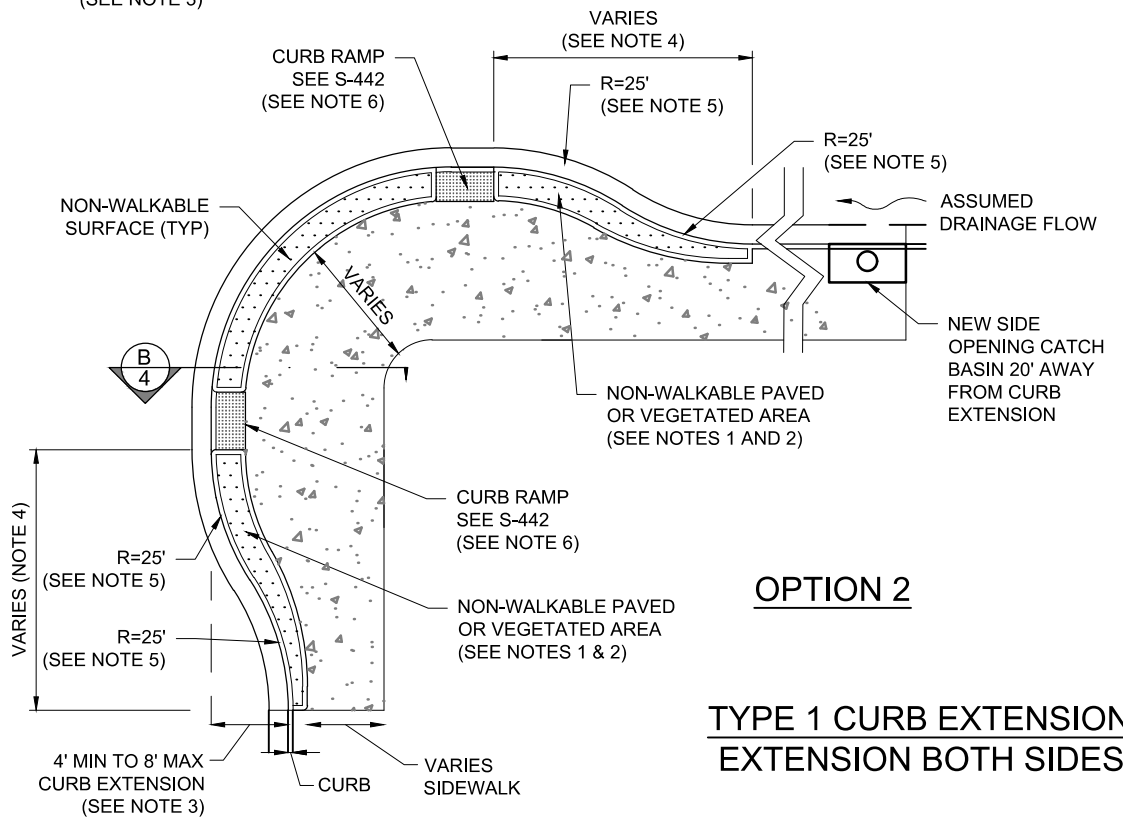 (SEE NOTE 3)
VARIES
(SEE NOTE 4)
CURB RAMP
SEE S-442
(SEE NOTE 6)
R=25'
(SEE NOTE 5)
R=25'
(SEE NOTE 5)
NON-WALKABLE
SURFACE (TYP)
ASSUMED
DRAINAGE FLOW
VARIES
B
4
NEW SIDE
OPENING CATCH
BASIN 20' AWAY
FROM CURB
EXTENSION
NON-WALKABLE PAVED
OR VEGETATED AREA
(SEE NOTES 1 AND 2)
CURB RAMP
SEE S-442
(SEE NOTE 6)
VARIES (NOTE 4)
R=25'
(SEE NOTE 5)
R=25'
(SEE NOTE 5)
NON-WALKABLE PAVED
OR VEGETATED AREA
(SEE NOTES 1 & 2)
OPTION 2
TYPE 1 CURB EXTENSION
EXTENSION BOTH SIDES
4' MIN TO 8' MAX
CURB EXTENSION
(SEE NOTE 3)
CURB
VARIES
SIDEWALK